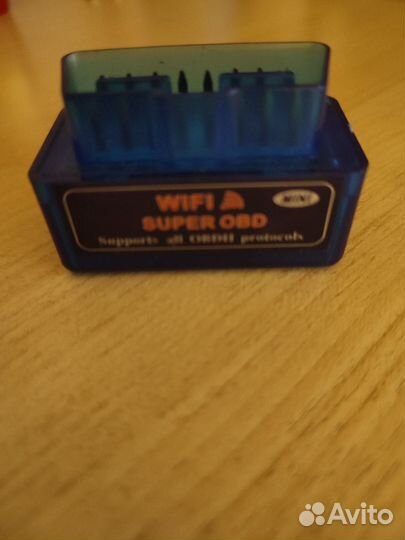 WIFI
MINI
SUPER OBD
Supports all OBDII protocols
Avito